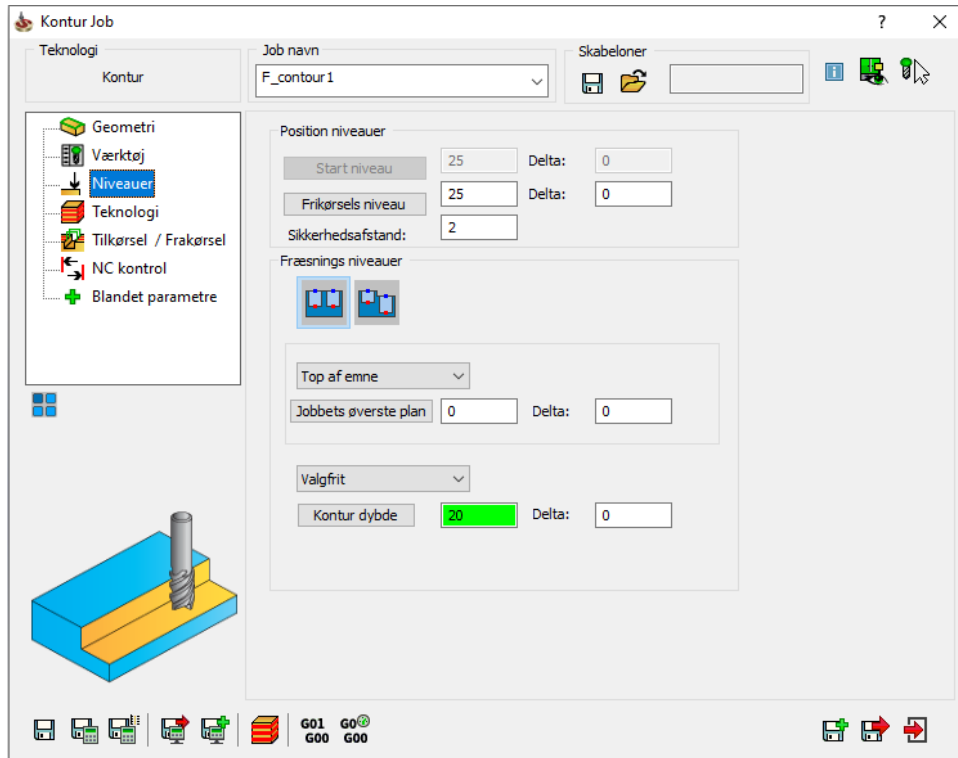 Kontur Job
?
Teknologi
Kontur
Job navn
F_contour1
Skabeloner
Geometri
Værktøj
Niveauer
Teknologi
Tilkørsel / Frakørsel
NC kontrol
Blandet parametre
Position niveauer
Start niveau 25 Delta: 0
Frikørsels niveau 25 Delta: 0
Sikkerhedsafstand: 2
Fræsnings niveauer
Top af emne
Jobbets øverste plan 0 Delta: 0
Valgfrit
Kontur dybde 20 Delta: 0
G01 G0
G00 G00